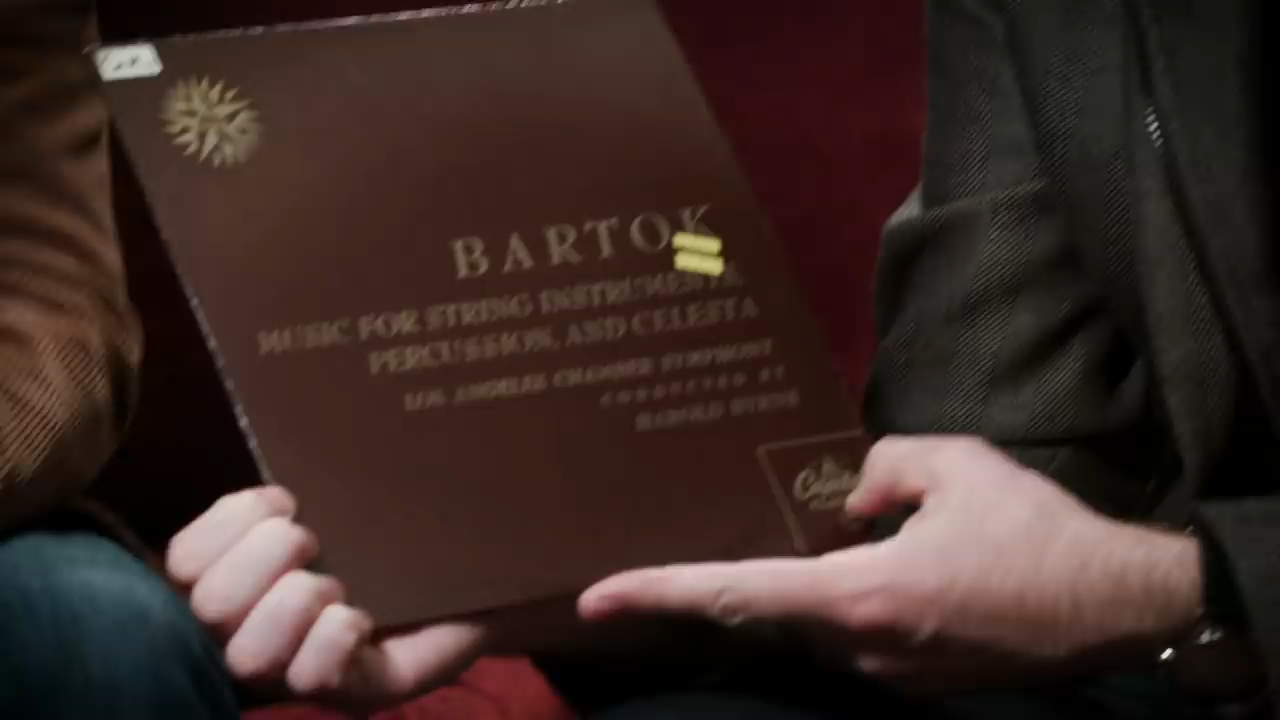 BARTOK
MUSIC FOR STRING INSTRUMENTS,
PERCUSSION, AND CELESTA
LOS ANGELES CHAMBER SYMPHONY
CONDUCTED BY
HAROLD BYRNS